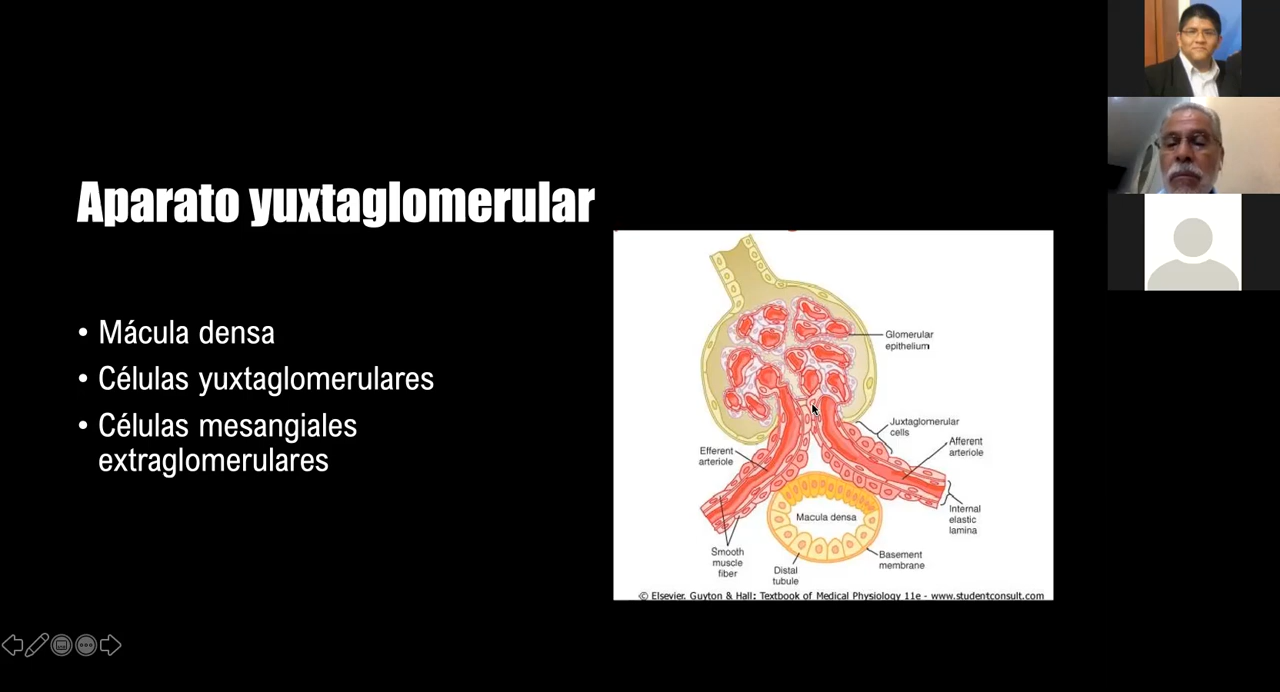 Aparato yuxtaglomerular
• Mácula densa
• Células yuxtaglomerulares
• Células mesangiales
extraglomerulares
Glomerular
epithelium
Juxtaglomerular
cells
Afferent
arteriole
Efferent
arteriole
Internal
elastic
lamina
Macula densa
Smooth
muscle
fiber
Basement
membrane
Distal
tubule
© Elsevier. Guyton & Hall: Textbook of Medical Physiology 11e - www.studentconsult.com